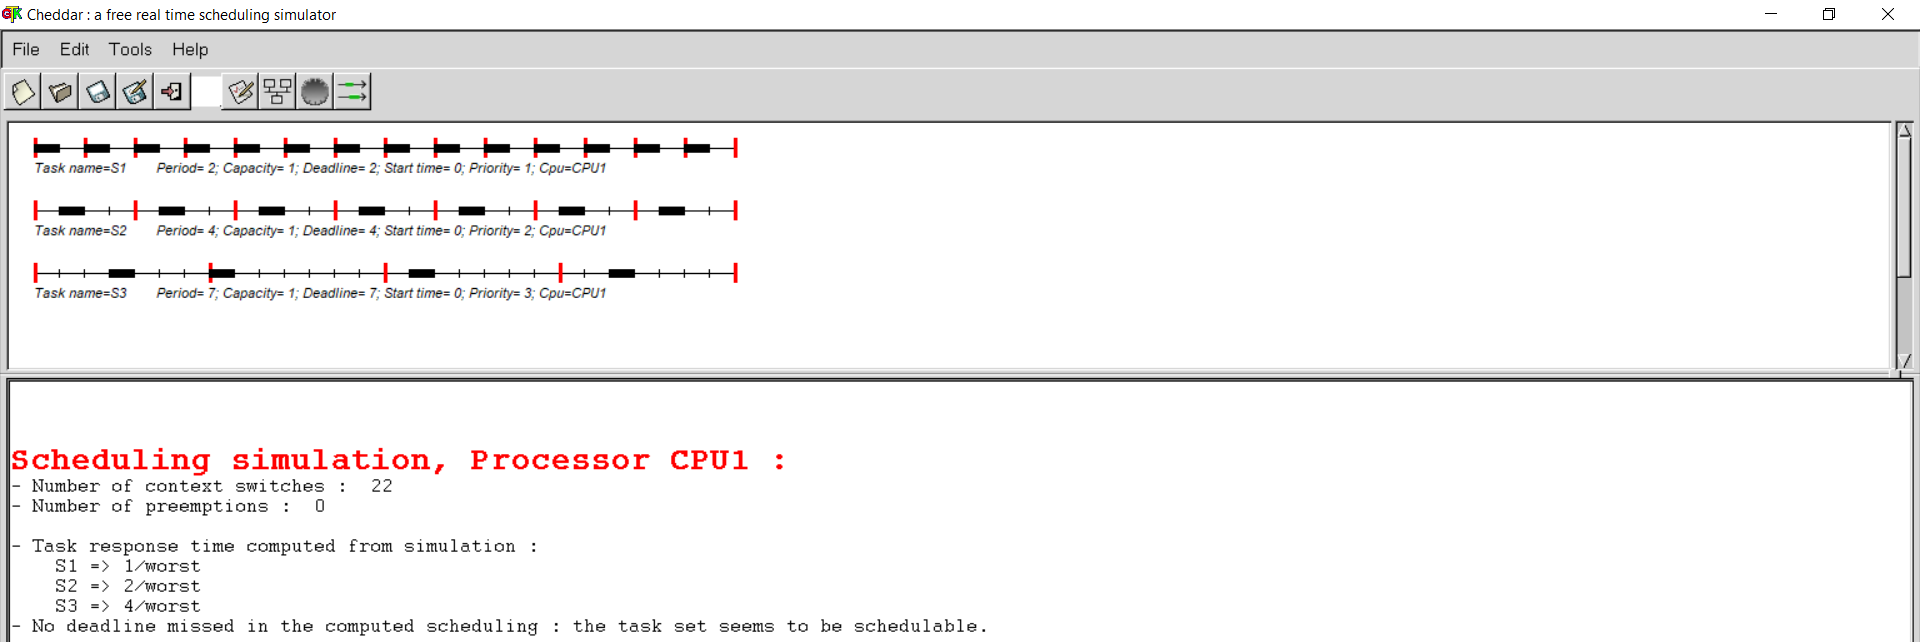 Cheddar : a free real time scheduling simulator
File Edit Tools Help
Task name=S1 Period= 2; Capacity= 1; Deadline= 2; Start time= 0; Priority= 1; Cpu=CPU1
Task name=S2 Period= 4; Capacity= 1; Deadline= 4; Start time= 0; Priority= 2; Cpu=CPU1
Task name=S3 Period= 7; Capacity= 1; Deadline= 7; Start time= 0; Priority= 3; Cpu=CPU1
Scheduling simulation, Processor CPU1 :
- Number of context switches : 22
- Number of preemptions : 0
- Task response time computed from simulation :
S1 => 1/worst
S2 => 2/worst
S3 => 4/worst
- No deadline missed in the computed scheduling : the task set seems to be schedulable.